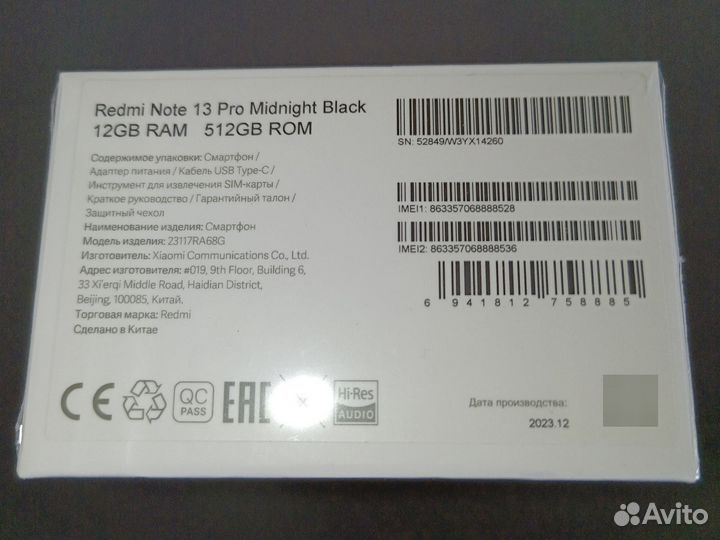 Redmi Note 13 Pro Midnight Black
12GB RAM 512GB ROM
Содержимое упаковки: Смартфон /
Адаптер питания / Кабель USB Type-C /
Инструмент для извлечения SIM-карты /
Краткое руководство / Гарантийный талон /
Защитный чехол
Наименование изделия: Смартфон
Модель изделия: 23117RA68G
Изготовитель: Xiaomi Communications Co., Ltd.
Адрес изготовителя: #019, 9th Floor, Building 6,
33 Xi'erqi Middle Road, Haidian District,
Beijing, 100085, Китай.
Торговая марка: Redmi
Сделано в Китае
SN: 52849/W3YX14260
IMEI1: 863357068888528
IMEI2: 863357068888536
6 941812 758885
CE
QC
PASS
EAC
Hi-Res
AUDIO
Дата производства:
2023.12
Avito